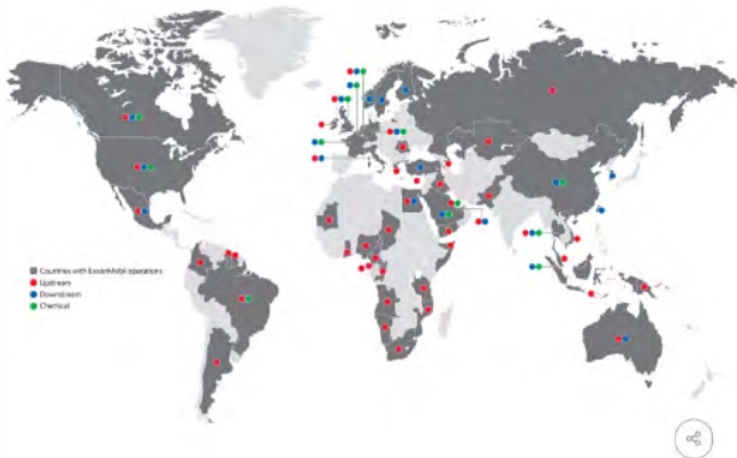 Countries with ExxonMobil operations
Upstream
Downstream
Chemical